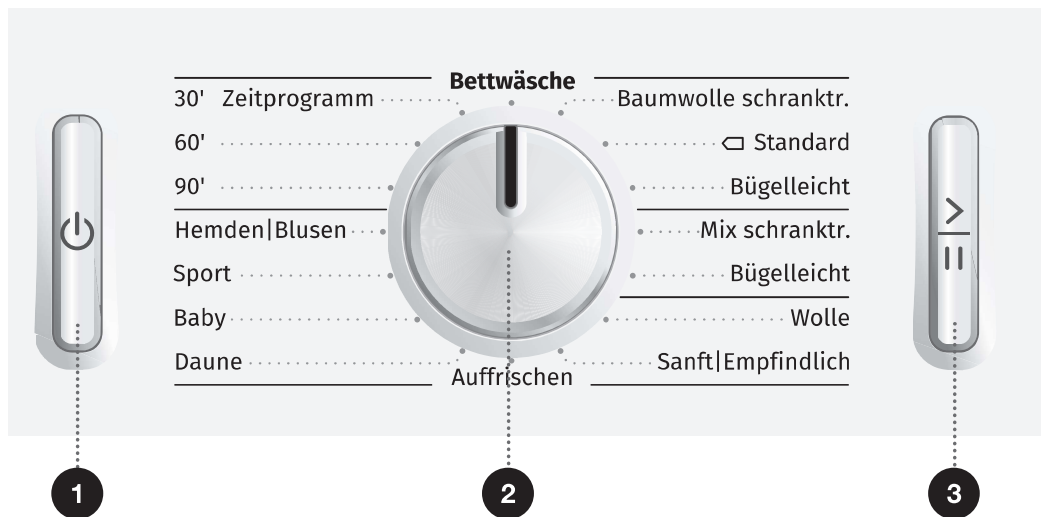 Bettwäsche
30' Zeitprogramm
60'
90'
Hemden|Blusen
Sport
Baby
Daune
Baumwolle schranktr.
Standard
Bügelleicht
Mix schranktr.
Bügelleicht
Wolle
Sanft|Empfindlich
Auffrischen
1
2
3